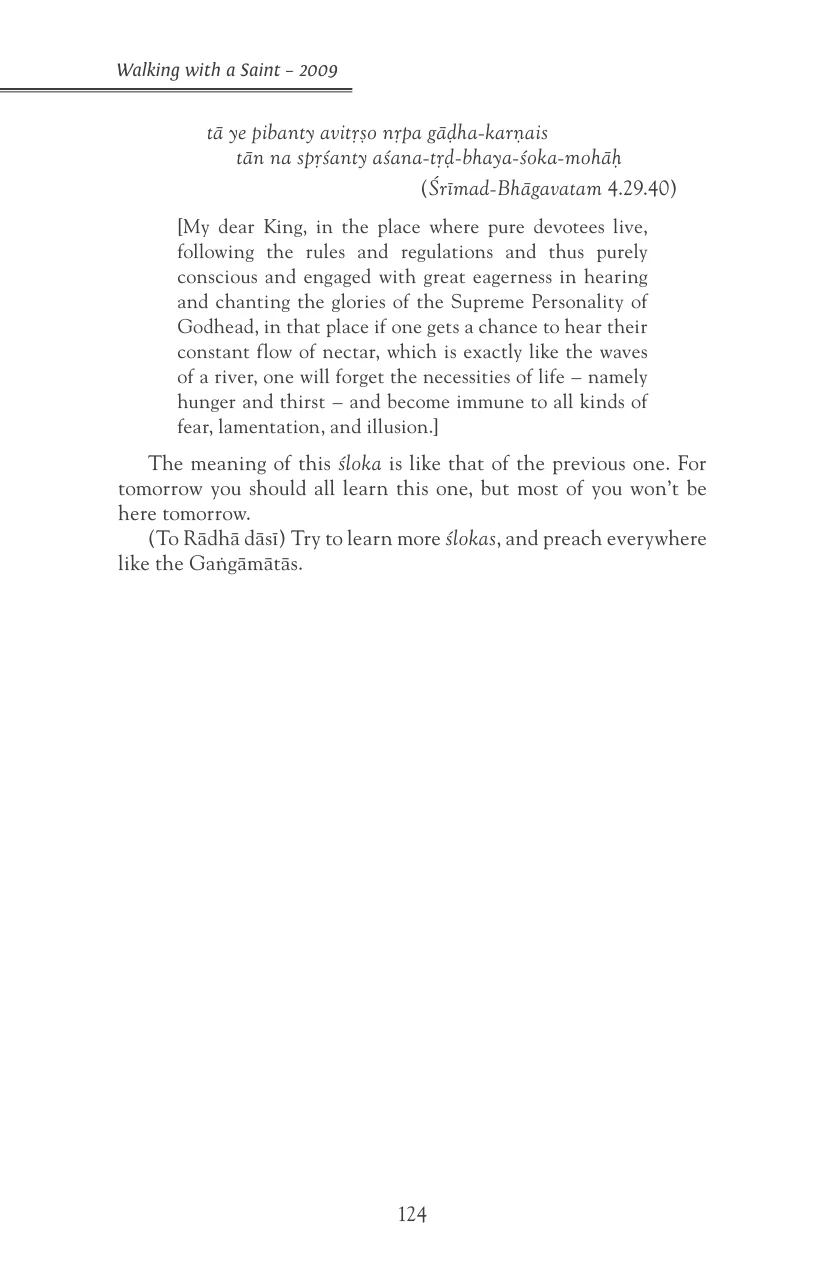 Walking with a Saint – 2009
tā ye pibanty avitṛṣo nṛpa gāḍha-karṇais
tān na spṛśanty aśana-tṛḍ-bhaya-śoka-mohāḥ
(Śrīmad-Bhāgavatam 4.29.40)
[My dear King, in the place where pure devotees live,
following the rules and regulations and thus purely
conscious and engaged with great eagerness in hearing
and chanting the glories of the Supreme Personality of
Godhead, in that place if one gets a chance to hear their
constant flow of nectar, which is exactly like the waves
of a river, one will forget the necessities of life – namely
hunger and thirst – and become immune to all kinds of
fear, lamentation, and illusion.]
The meaning of this śloka is like that of the previous one. For
tomorrow you should all learn this one, but most of you won’t be
here tomorrow.
(To Rādhā dāsī) Try to learn more ślokas, and preach everywhere
like the Gaṅgāmātās.
124